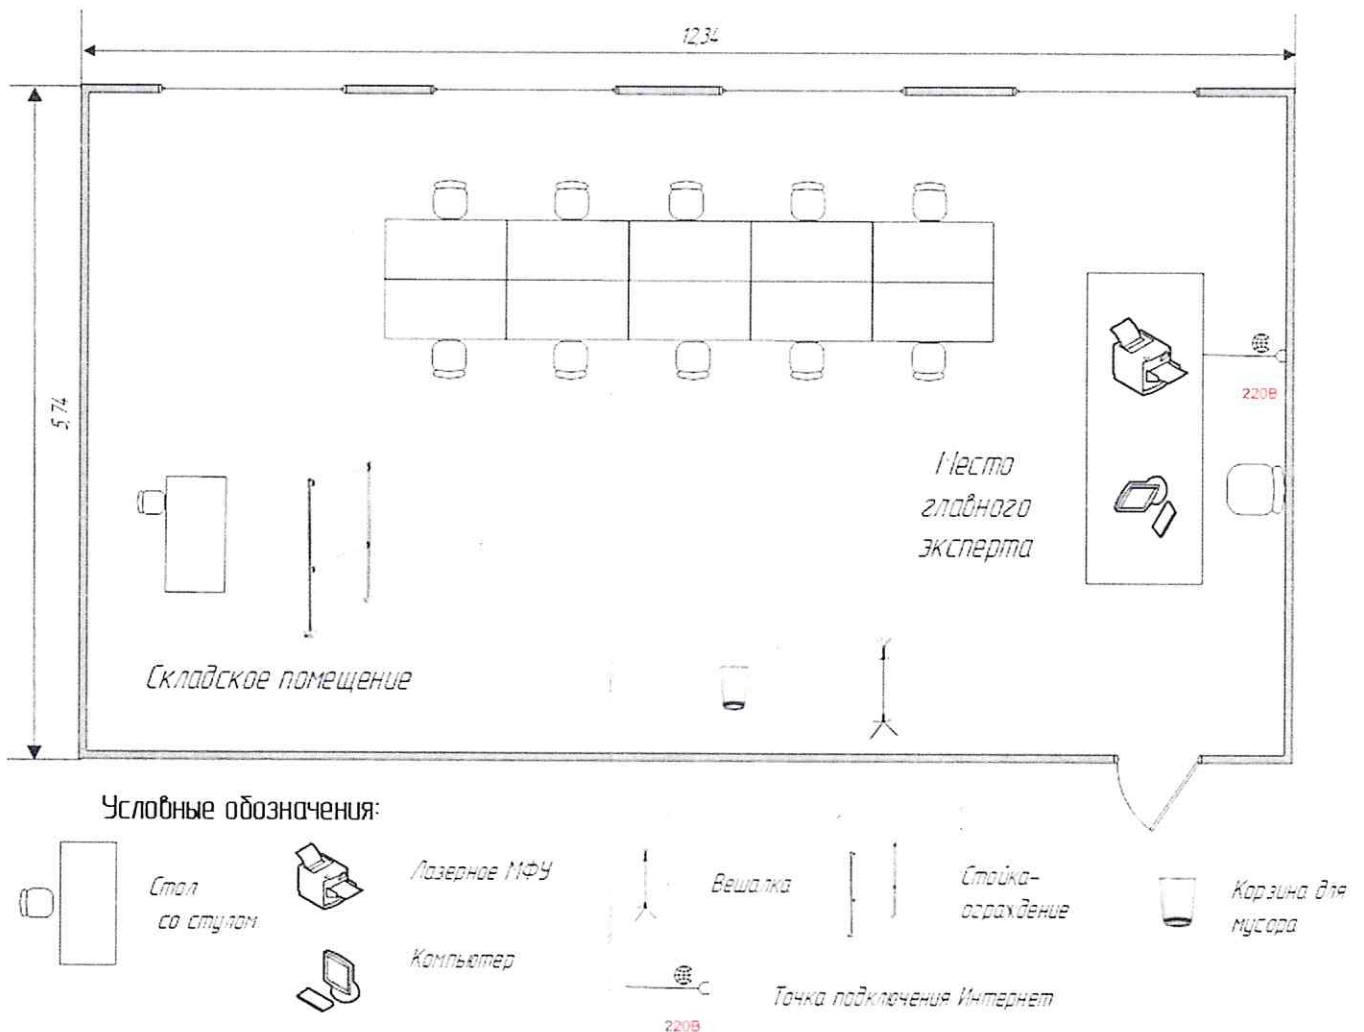 12,34
5,74
220В
Место
главного
эксперта
Складское помещение
Условные обозначения:
Стол
со стулом
Лазерное МФУ
Компьютер
Вешалка
220В
Точка подключения Интернет
Стойка-
ограждение
Корзина для
мусора